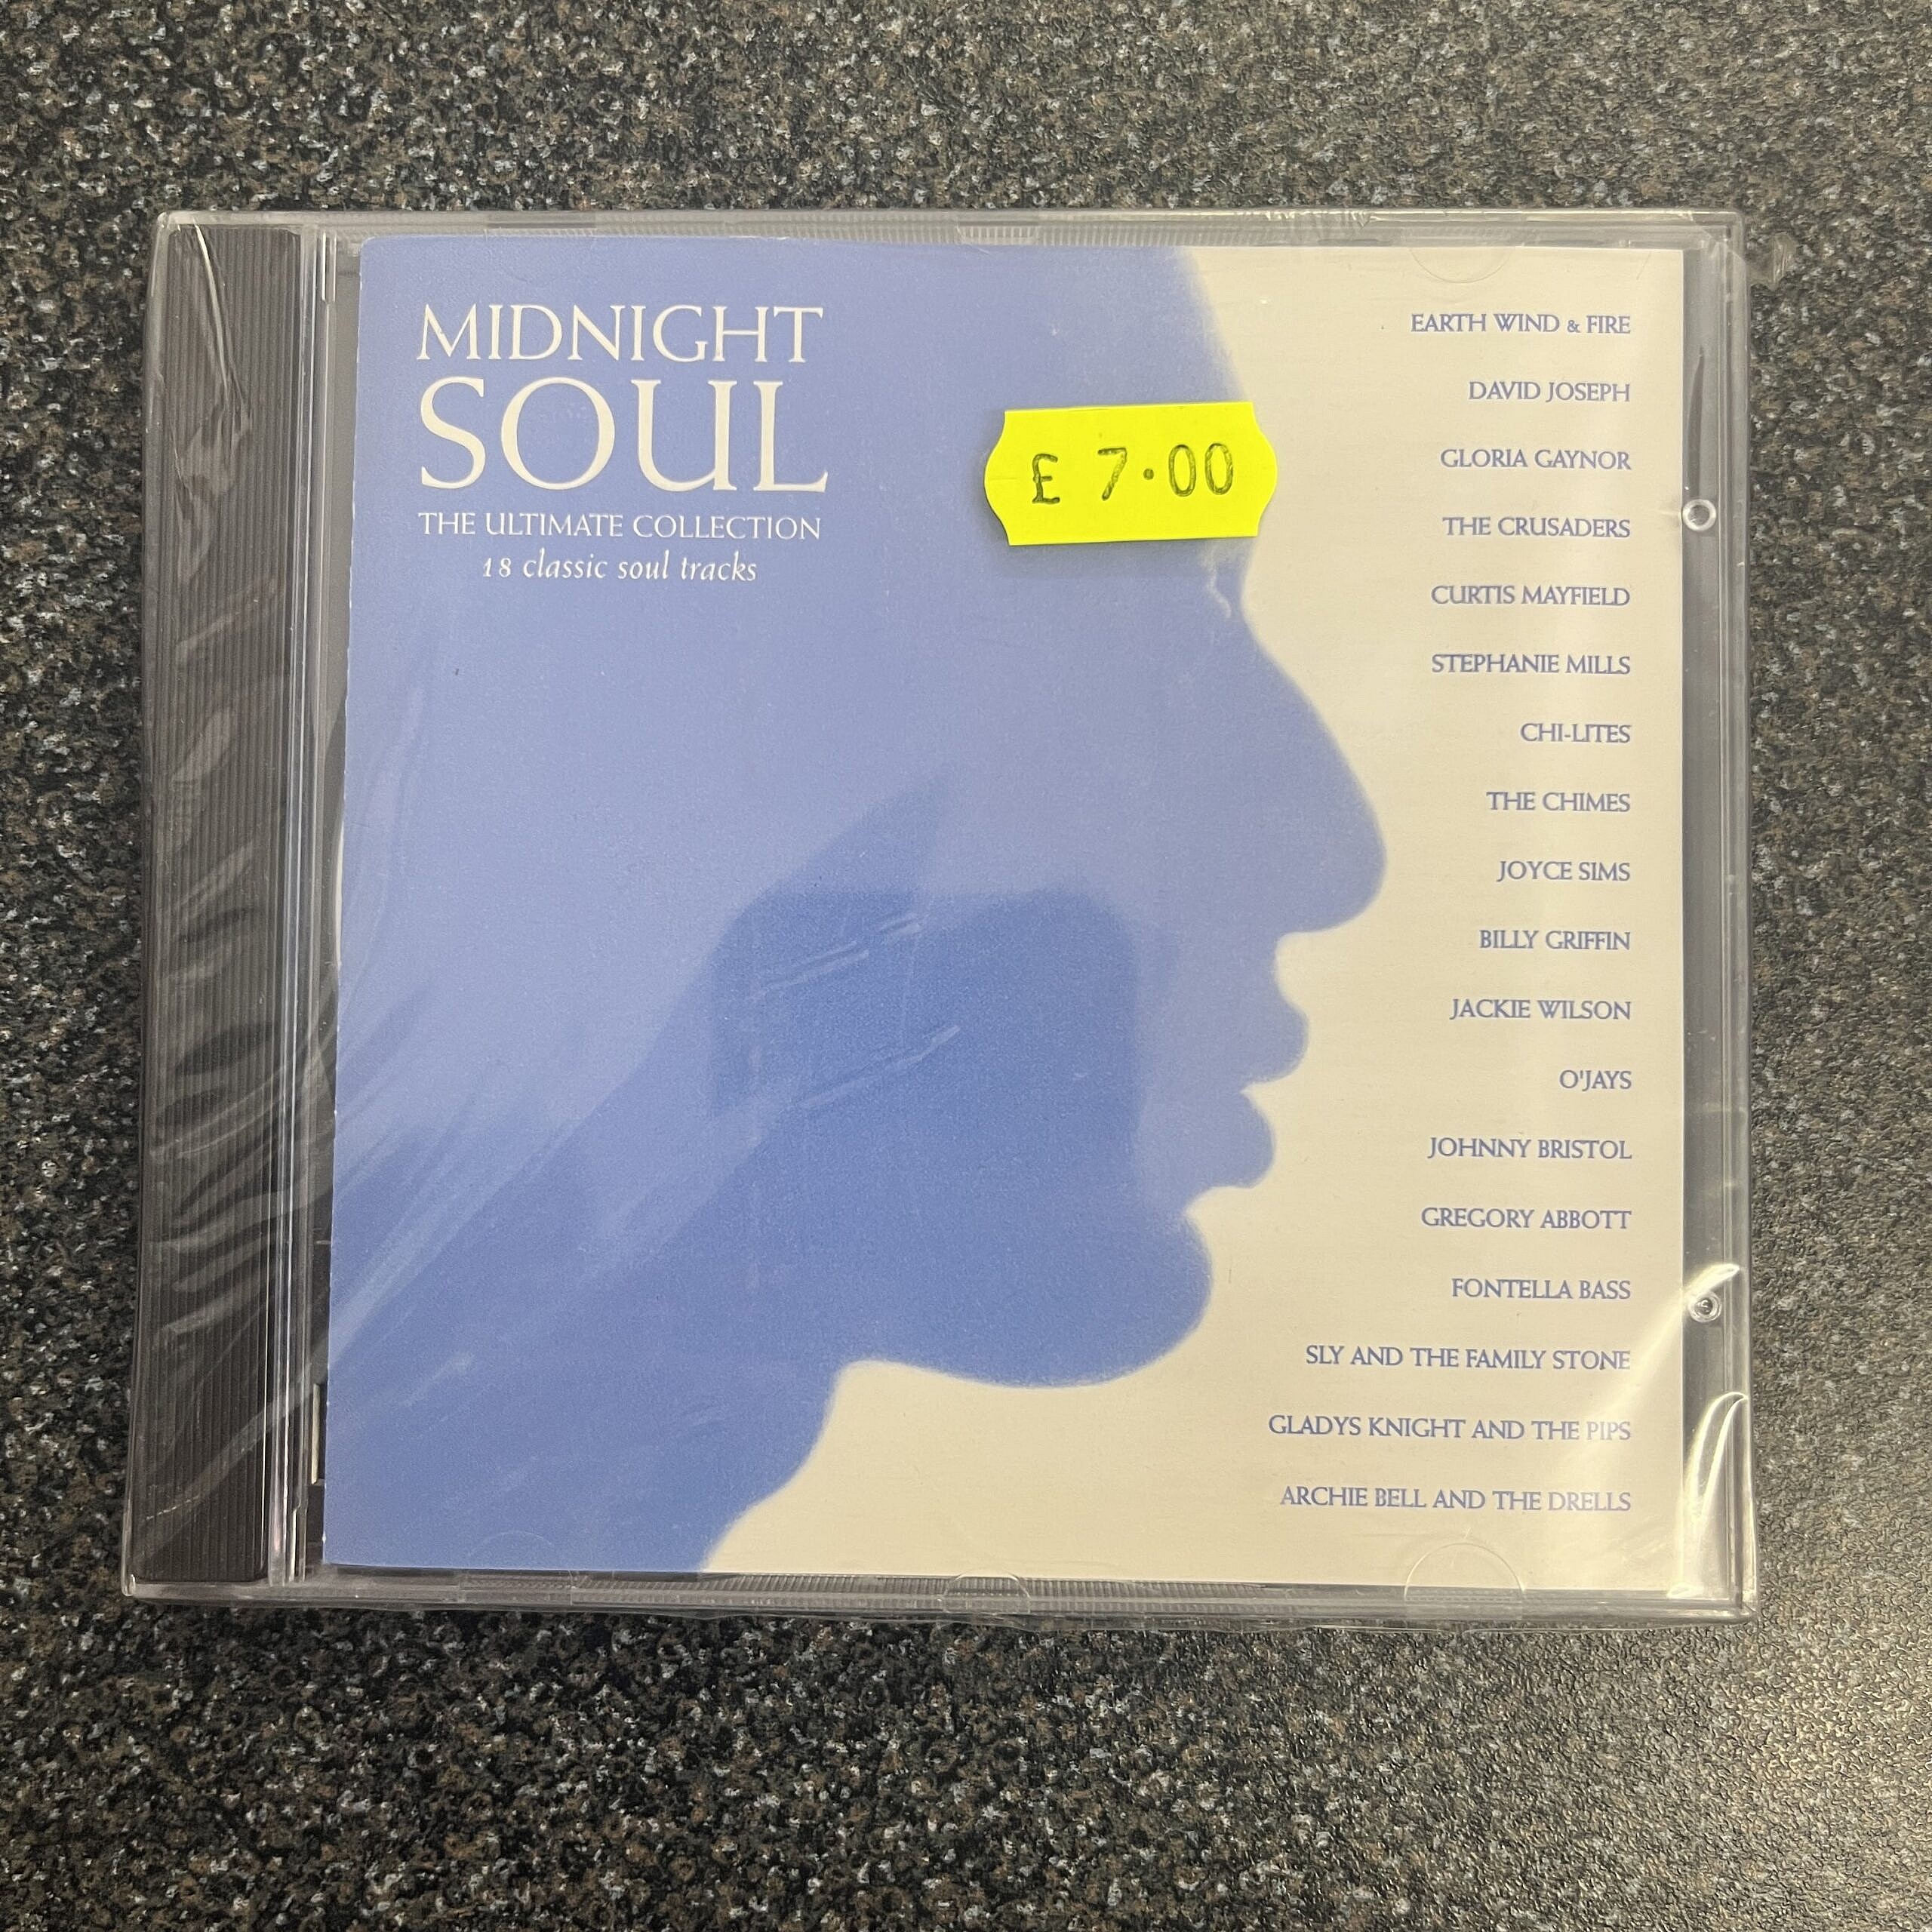 MIDNIGHT
SOUL
THE ULTIMATE COLLECTION
18 classic soul tracks
£ 7·00
EARTH WIND & FIRE
DAVID JOSEPH
GLORIA GAYNOR
THE CRUSADERS
CURTIS MAYFIELD
STEPHANIE MILLS
CHI-LITES
THE CHIMES
JOYCE SIMS
BILLY GRIFFIN
JACKIE WILSON
O'JAYS
JOHNNY BRISTOL
GREGORY ABBOTT
FONTELLA BASS
SLY AND THE FAMILY STONE
GLADYS KNIGHT AND THE PIPS
ARCHIE BELL AND THE DRELLS